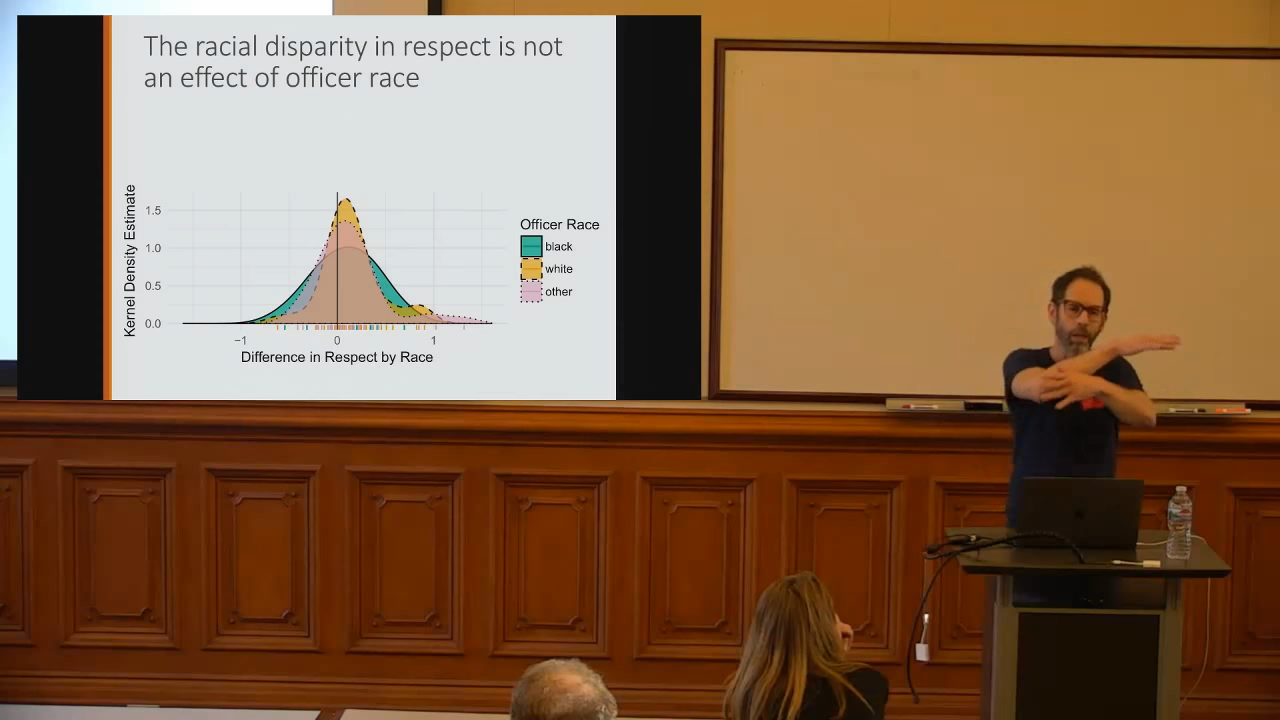 The racial disparity in respect is not
an effect of officer race
Kernel Density Estimate
1.5
1.0
0.5
0.0
−1
0
1
Difference in Respect by Race
Officer Race
black
white
other